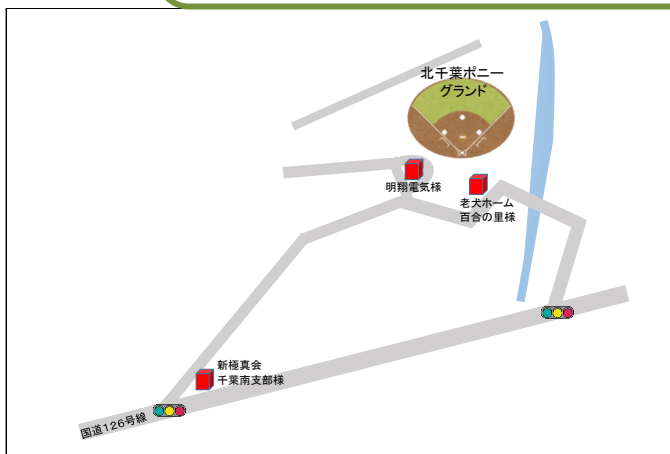 北千葉ポニー
グランド
明翔電気様
老犬ホーム
百合の里様
新極真会
千葉南支部様
国道126号線